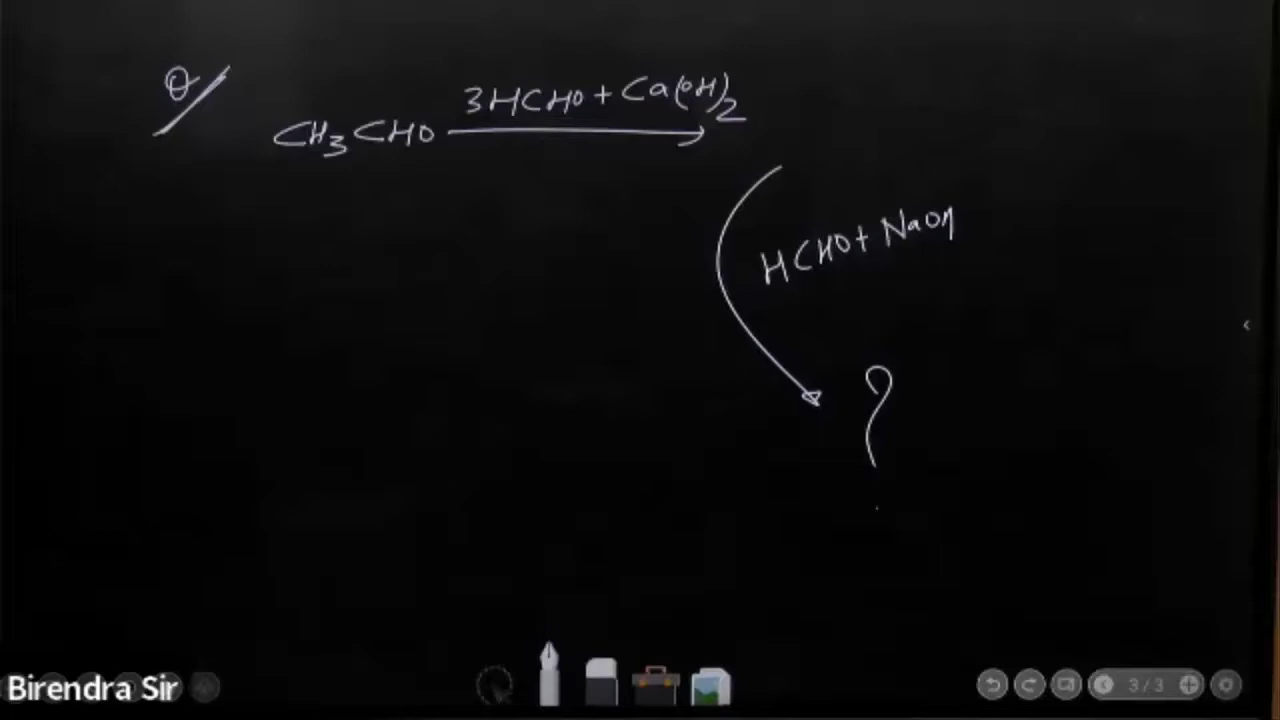 Q
3HCHO + Ca(OH)2
CH3CHO
HCHO + NaOH
?
Birendra Sir
3/3